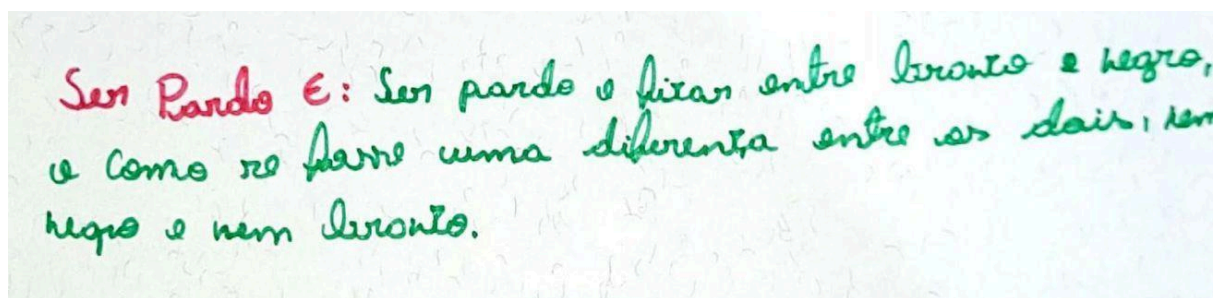 Ser Pardo É: Ser pardo e ficar entre branco e negro,
e como se fosse uma diferença entre os dois, nem
negro e nem branco.